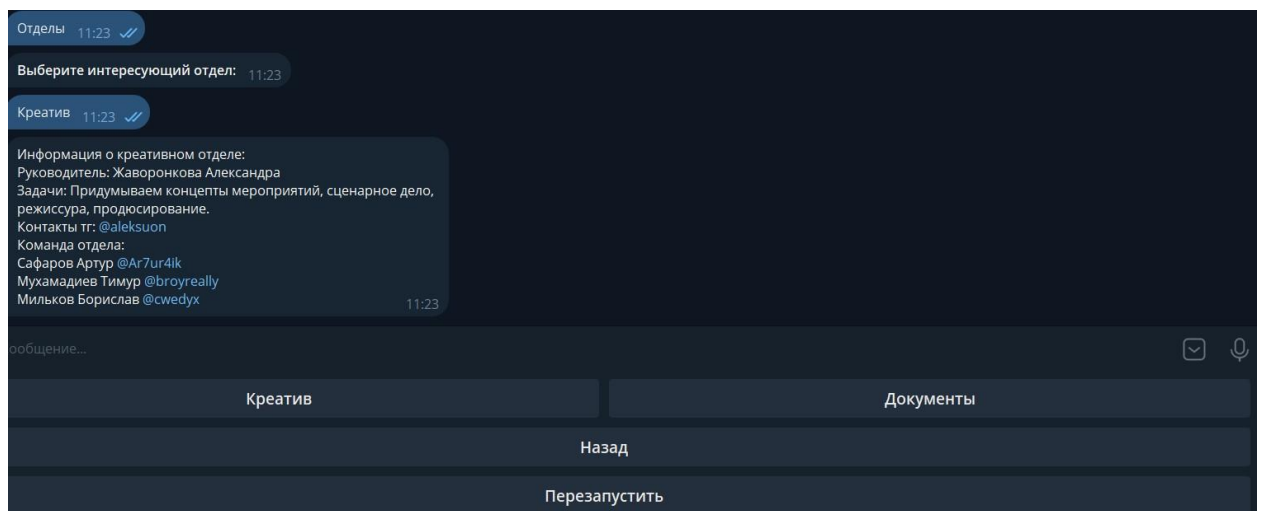 Отделы 11:23
Выберите интересующий отдел: 11:23
Креатив 11:23
Информация о креативном отделе:
Руководитель: Жаворонкова Александра
Задачи: Придумываем концепты мероприятий, сценарное дело,
режиссура, продюсирование.
Контакты тг: @aleksuon
Команда отдела:
Сафаров Артур @Ar7ur4ik
Мухамадиев Тимур @broyreally
Мильков Борислав @cwedyx
11:23
ообщение...
Креатив Документы
Назад
Перезапустить